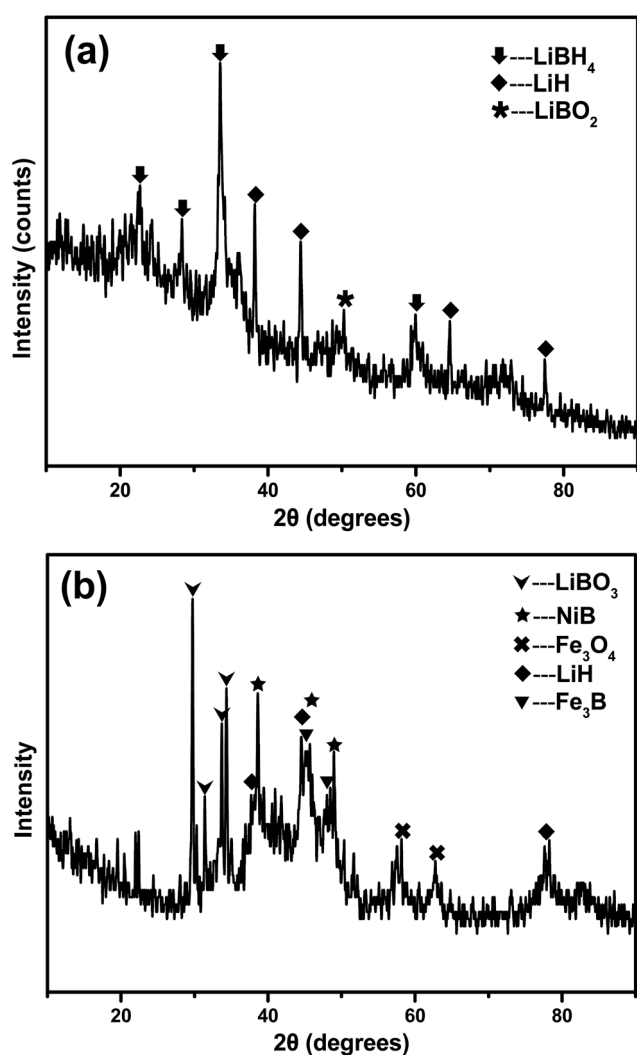 (a)
---LiBH₄
---LiH
---LiBO₂
Intensity (counts)
20 40 60 80
2θ (degrees)
(b)
---LiBO₃
---NiB
---Fe₃O₄
---LiH
---Fe₃B
Intensity
20 40 60 80
2θ (degrees)